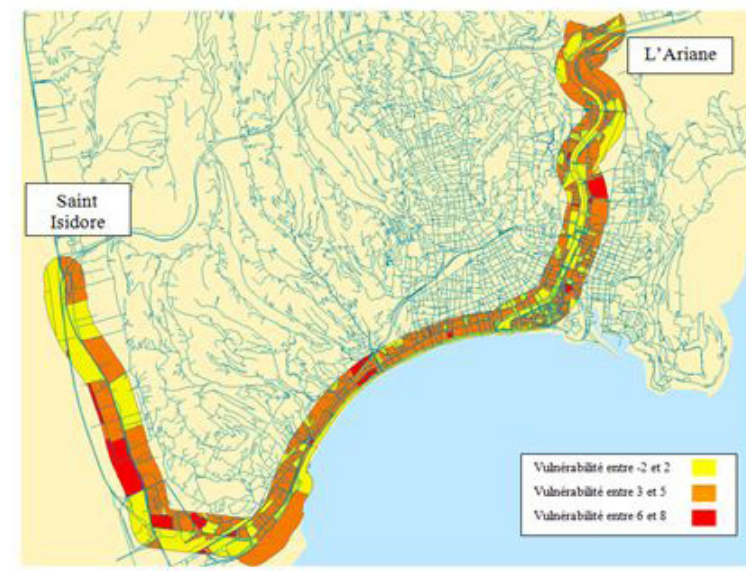 L'Ariane
Saint
Isidore
Vulnérabilité entre -2 et 2
Vulnérabilité entre 3 et 5
Vulnérabilité entre 6 et 8